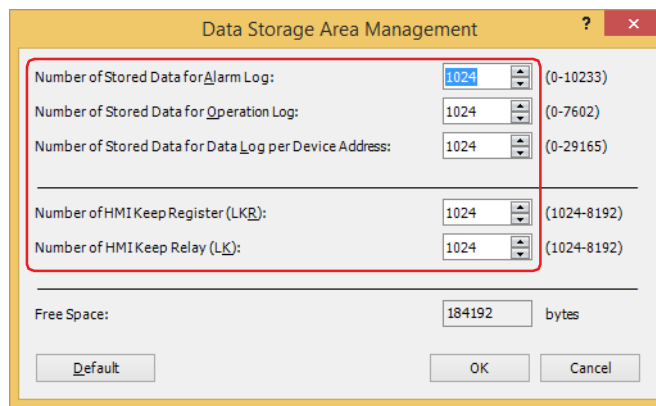 Data Storage Area Management ? ×
Number of Stored Data for Alarm Log: 1024 (0-10233)
Number of Stored Data for Operation Log: 1024 (0-7602)
Number of Stored Data for Data Log per Device Address: 1024 (0-29165)
Number of HMI Keep Register (LKR): 1024 (1024-8192)
Number of HMI Keep Relay (LK): 1024 (1024-8192)
Free Space: 184192 bytes
Default OK Cancel